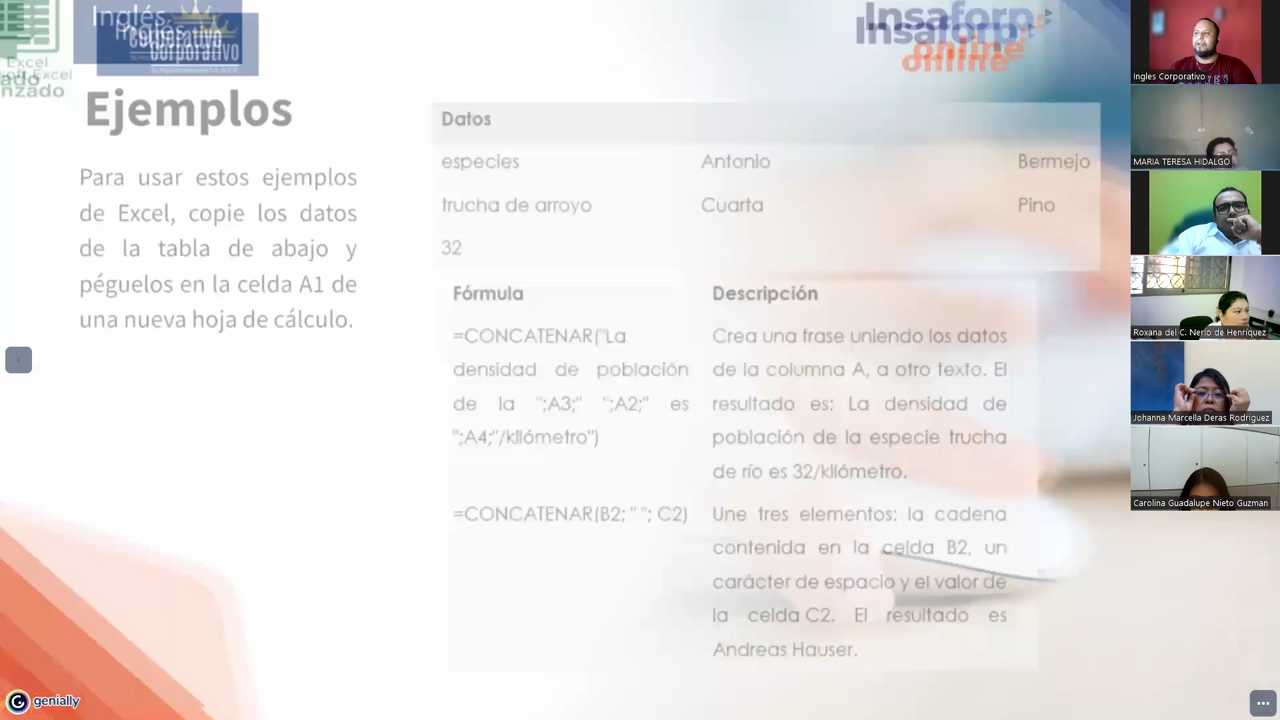 Inglés
Corporativo
Excel
nzado
Insaforp
online
Ejemplos
Para usar estos ejemplos
de Excel, copie los datos
de la tabla de abajo y
péguelos en la celda A1 de
una nueva hoja de cálculo.
Datos
especies Antonio Bermejo
trucha de arroyo Cuarta Pino
32
Fórmula Descripción
=CONCATENAR("La
densidad de población
de la ";A3;" ";A2;" es
";A4;"/kilómetro")
Crea una frase uniendo los datos
de la columna A, a otro texto. El
resultado es: La densidad de
población de la especie trucha
de río es 32/kilómetro.
=CONCATENAR(B2; " "; C2)
Une tres elementos: la cadena
contenida en la celda B2, un
carácter de espacio y el valor de
la celda C2. El resultado es
Andreas Hauser.
genially
Ingles Corporativo
MARIA TERESA HIDALGO
Roxana del C. Nerio de Henríquez
Johanna Marcella Deras Rodriguez
Carolina Guadalupe Nieto Guzman